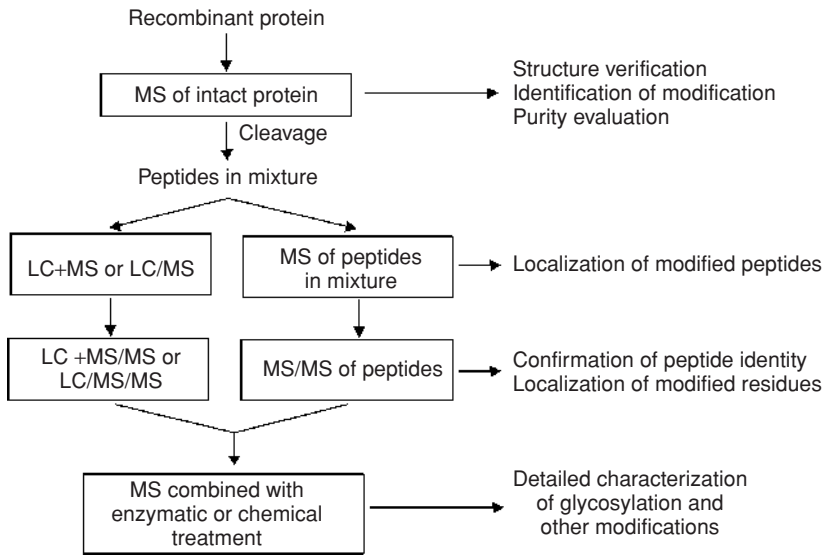 Recombinant protein
MS of intact protein
Structure verification
Identification of modification
Purity evaluation
Cleavage
Peptides in mixture
LC+MS or LC/MS
MS of peptides
in mixture
Localization of modified peptides
LC +MS/MS or
LC/MS/MS
MS/MS of peptides
Confirmation of peptide identity
Localization of modified residues
MS combined with
enzymatic or chemical
treatment
Detailed characterization
of glycosylation and
other modifications